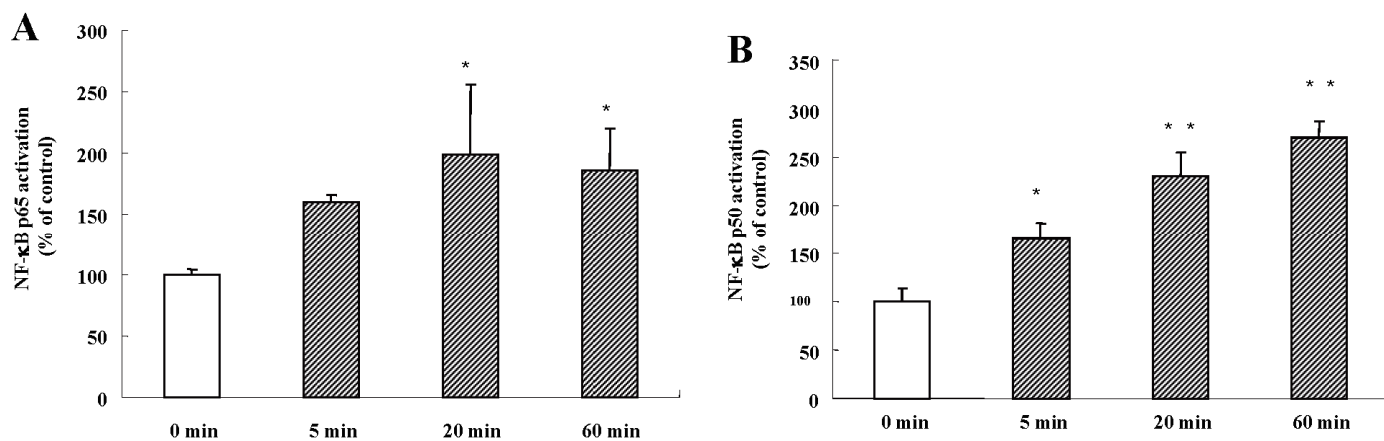 A
NF-κB p65 activation
(% of control)
300
250
200
150
100
50
0
*
*
0 min
5 min
20 min
60 min
B
NF-κB p50 activation
(% of control)
350
300
250
200
150
100
50
0
*
* *
* *
0 min
5 min
20 min
60 min